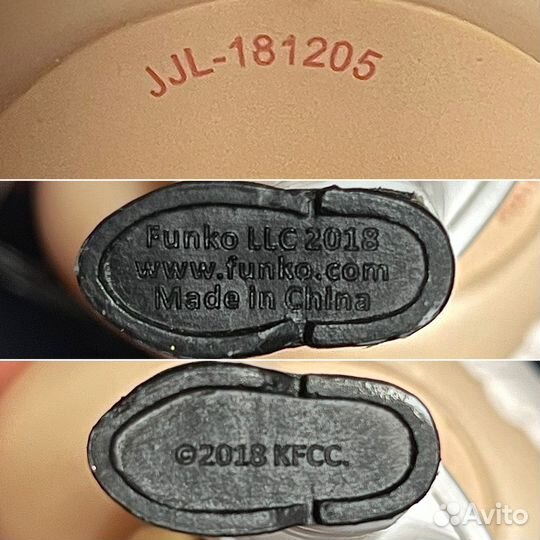 JJL-181205
Funko LLC 2018
www.funko.com
Made in China
©2018 KFCC.
Avito